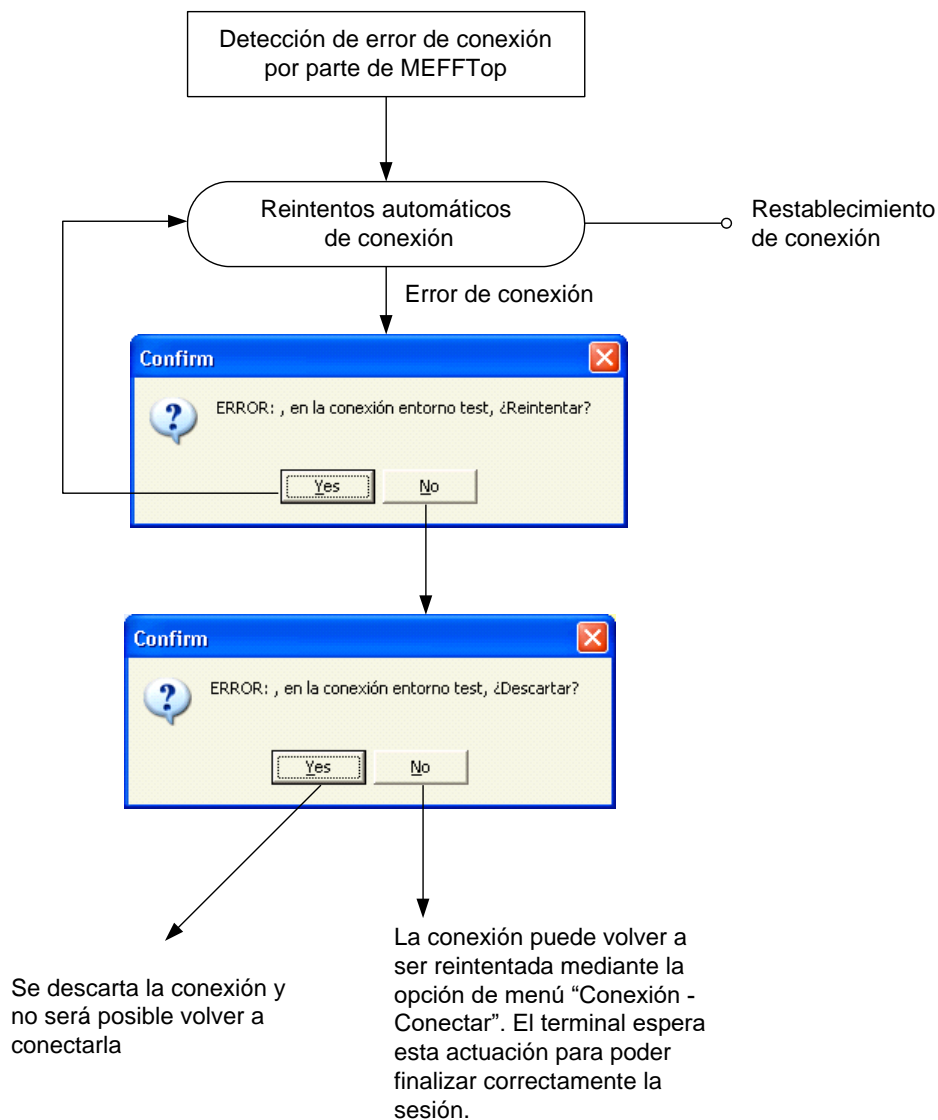 Detección de error de conexión
por parte de MEFFTop
Reintentos automáticos
de conexión
Restablecimiento
de conexión
Error de conexión
Confirm
ERROR: , en la conexión entorno test, ¿Reintentar?
Yes
No
Confirm
ERROR: , en la conexión entorno test, ¿Descartar?
Yes
No
Se descarta la conexión y
no será posible volver a
conectarla
La conexión puede volver a
ser reintentada mediante la
opción de menú “Conexión -
Conectar”. El terminal espera
esta actuación para poder
finalizar correctamente la
sesión.